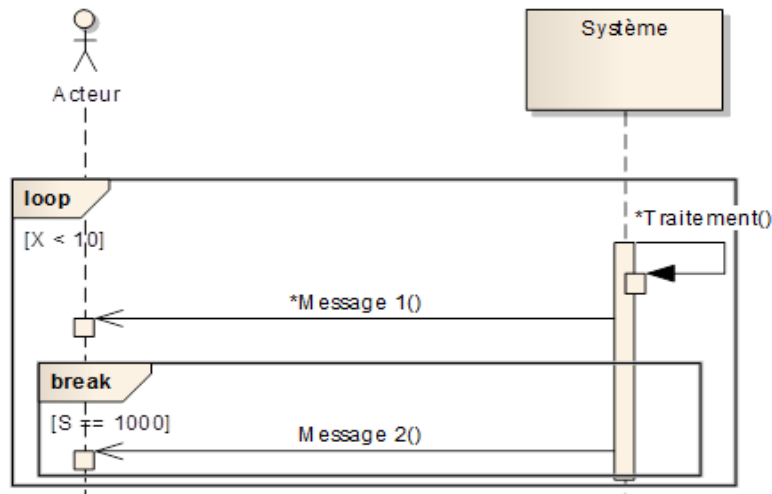 Système
Acteur
loop
[X < 10]
*Traitement()
*Message 1()
break
[S == 1000]
Message 2()